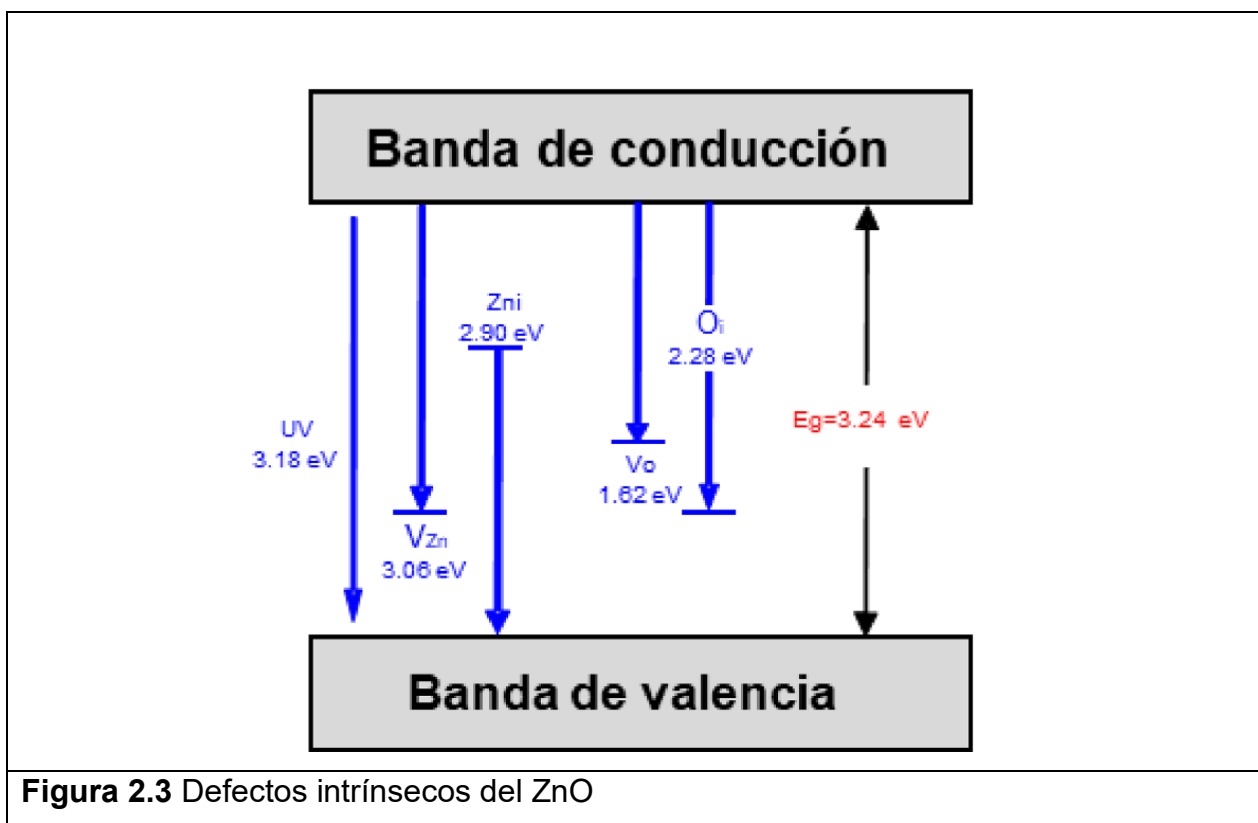 Banda de conducción
Zni
2.90 eV
Oi
2.28 eV
UV
3.18 eV
Eg=3.24 eV
Vo
1.62 eV
VZn
3.06 eV
Banda de valencia
Figura 2.3 Defectos intrínsecos del ZnO